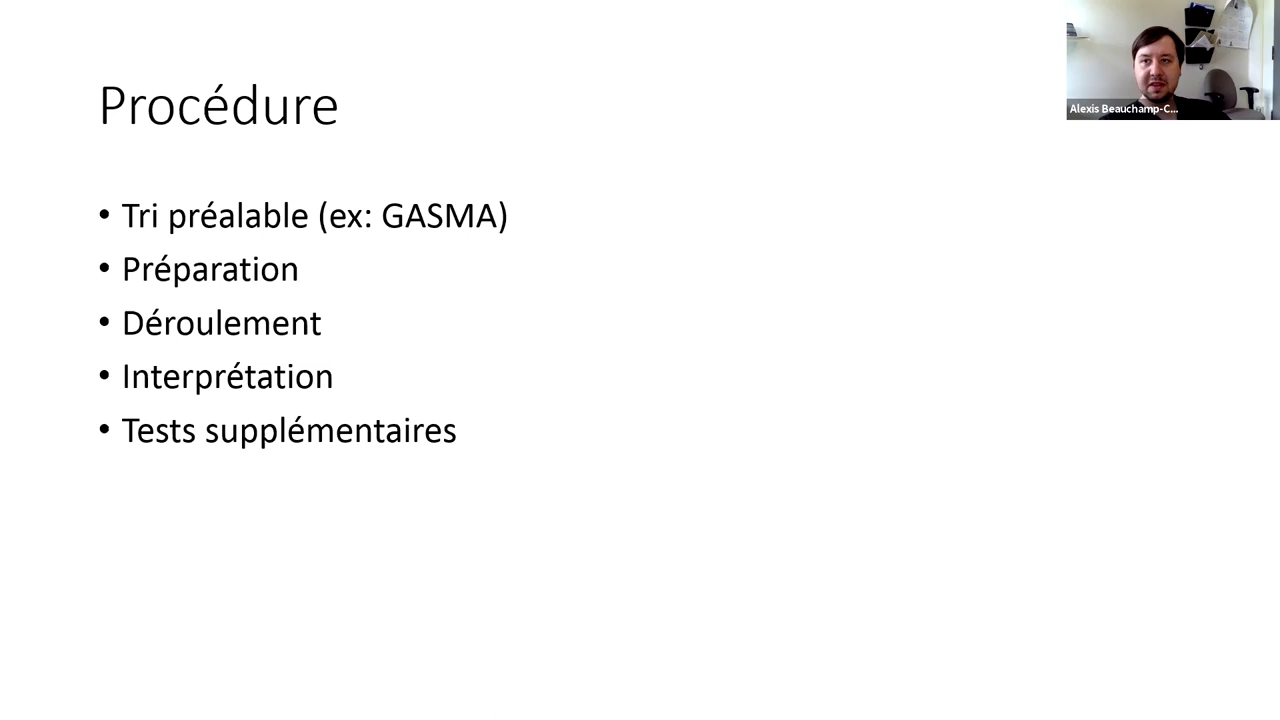 Procédure
• Tri préalable (ex: GASMA)
• Préparation
• Déroulement
• Interprétation
• Tests supplémentaires
Alexis Beauchamp-C...